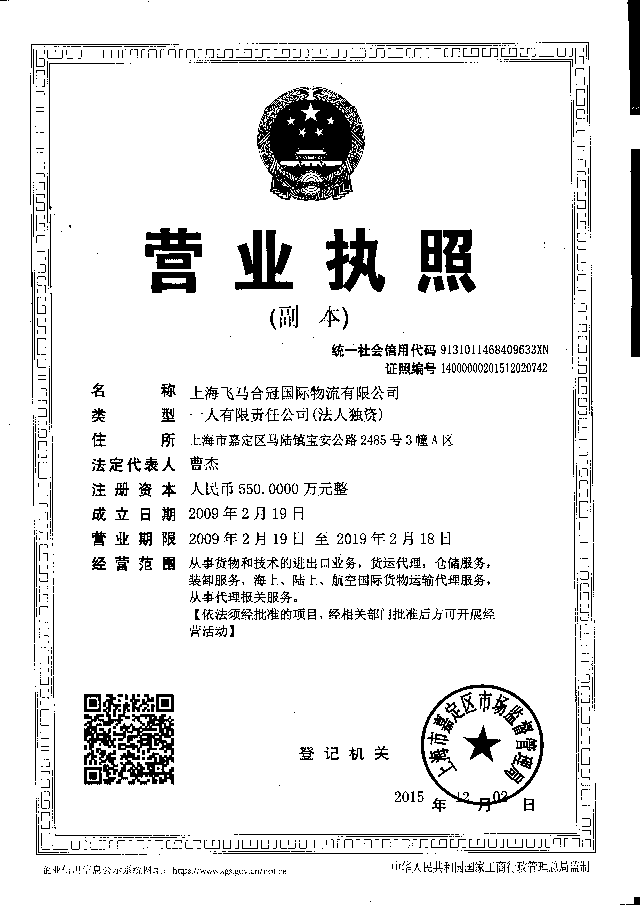 营业执照
(副 本)
统一社会信用代码 9131011468409633XN
证照编号 14000000201512020742
名 称 上海飞马合冠国际物流有限公司
类 型 一人有限责任公司(法人独资)
住 所 上海市嘉定区马陆镇宝安公路2485号3幢A区
法定代表人 曹杰
注册资本 人民币550.0000万元整
成立日期 2009年2月19日
营业期限 2009年2月19日 至 2019年2月18日
经营范围 从事货物和技术的进出口业务，货运代理，仓储服务，
装卸服务，海上、陆上、航空国际货物运输代理服务，
从事代理报关服务。
【依法须经批准的项目，经相关部门批准后方可开展经
营活动】
上海市嘉定区市场监督管理局
登记机关
2015年12月02日
企业信用信息公示系统网址：
中华人民共和国国家工商行政管理总局监制